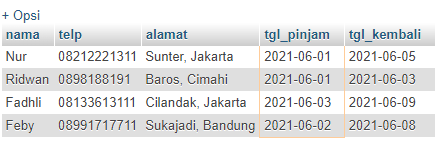 + Opsi
nama telp alamat tgl_pinjam tgl_kembali
Nur 08212221311 Sunter, Jakarta 2021-06-01 2021-06-05
Ridwan 0898188191 Baros, Cimahi 2021-06-01 2021-06-03
Fadhli 08133613111 Cilandak, Jakarta 2021-06-03 2021-06-09
Feby 08991717711 Sukajadi, Bandung 2021-06-02 2021-06-08